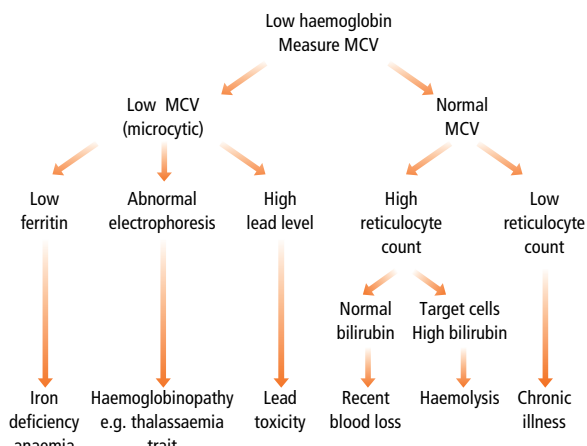 Low haemoglobin
Measure MCV
Low MCV
(microcytic)
Normal
MCV
Low
ferritin
Abnormal
electrophoresis
High
lead level
High
reticulocyte
count
Low
reticulocyte
count
Normal
bilirubin
Target cells
High bilirubin
Iron
deficiency
anaemia
Haemoglobinopathy
e.g. thalassaemia
trait
Lead
toxicity
Recent
blood loss
Haemolysis
Chronic
illness